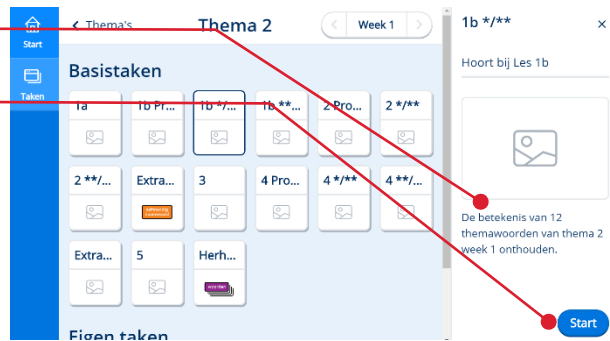 Start
Taken
Thema's
Thema 2
Week 1
Basistaken
1a
1b Pr...
1b */...
1b **...
2 Pro...
2 */**
2 **/...
Extra...
3
4 Pro...
4 */**
4 **/...
Extra...
5
Herh...
woorden
Eigen taken
1b */**
Hoort bij Les 1b
De betekenis van 12
themawoorden van thema 2
week 1 onthouden.
Start